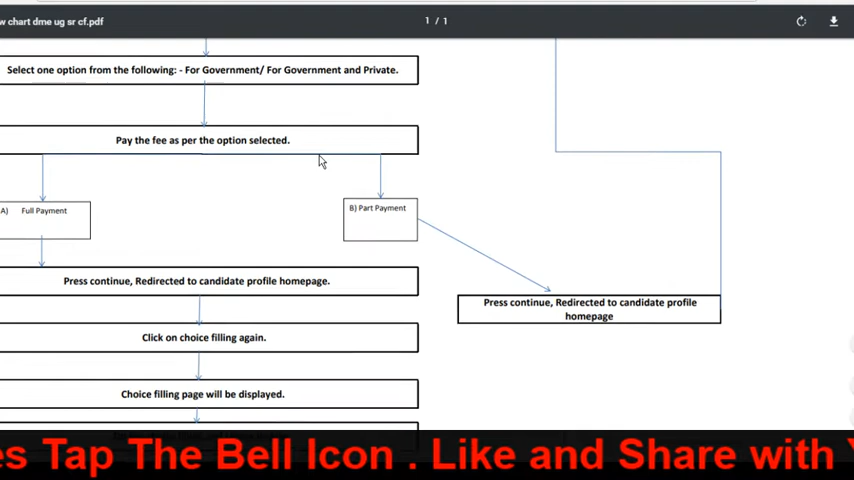 w chart dme ug sr cf.pdf
1 / 1
Select one option from the following: - For Government/ For Government and Private.
Pay the fee as per the option selected.
A) Full Payment
B) Part Payment
Press continue, Redirected to candidate profile homepage.
Press continue, Redirected to candidate profile
homepage
Click on choice filling again.
Choice filling page will be displayed.
es Tap The Bell Icon . Like and Share with Y